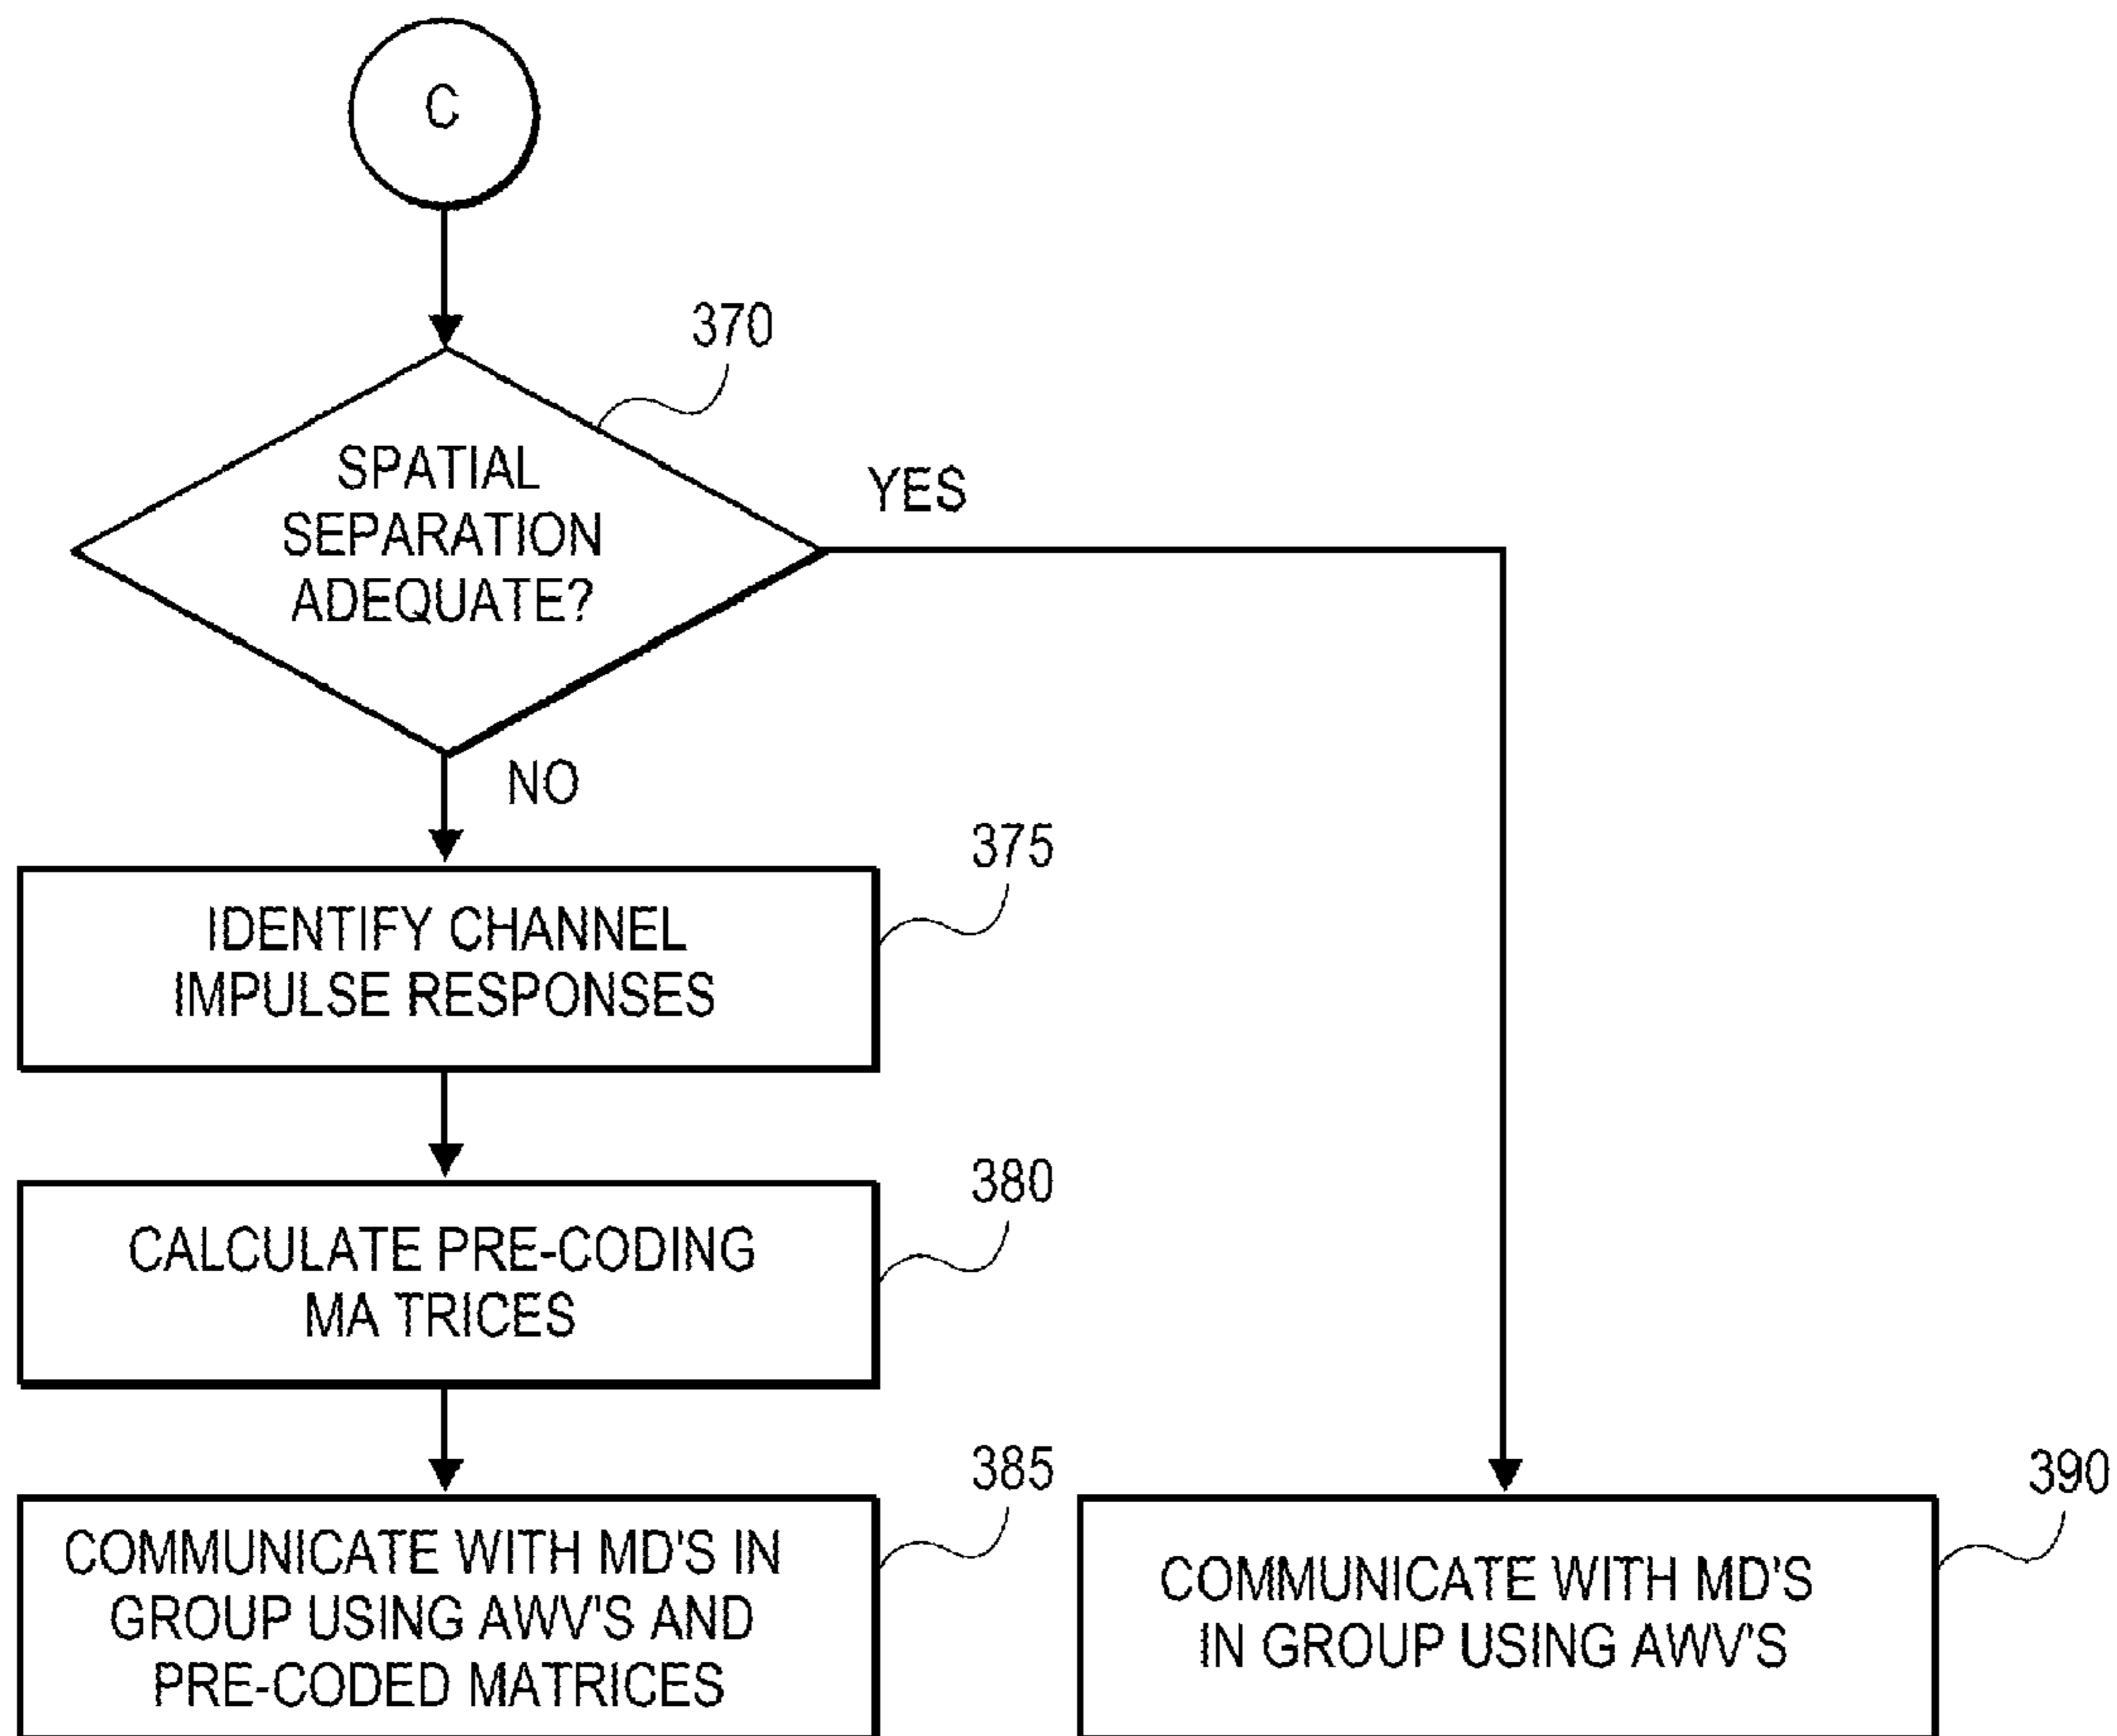 C
370
SPATIAL
SEPARATION
ADEQUATE?
YES
NO
375
IDENTIFY CHANNEL
IMPULSE RESPONSES
380
CALCULATE PRE-CODING
MA TRICES
385
COMMUNICATE WITH MD'S IN
GROUP USING AWV'S AND
PRE-CODED MATRICES
390
COMMUNICATE WITH MD'S
IN GROUP USING AWV'S